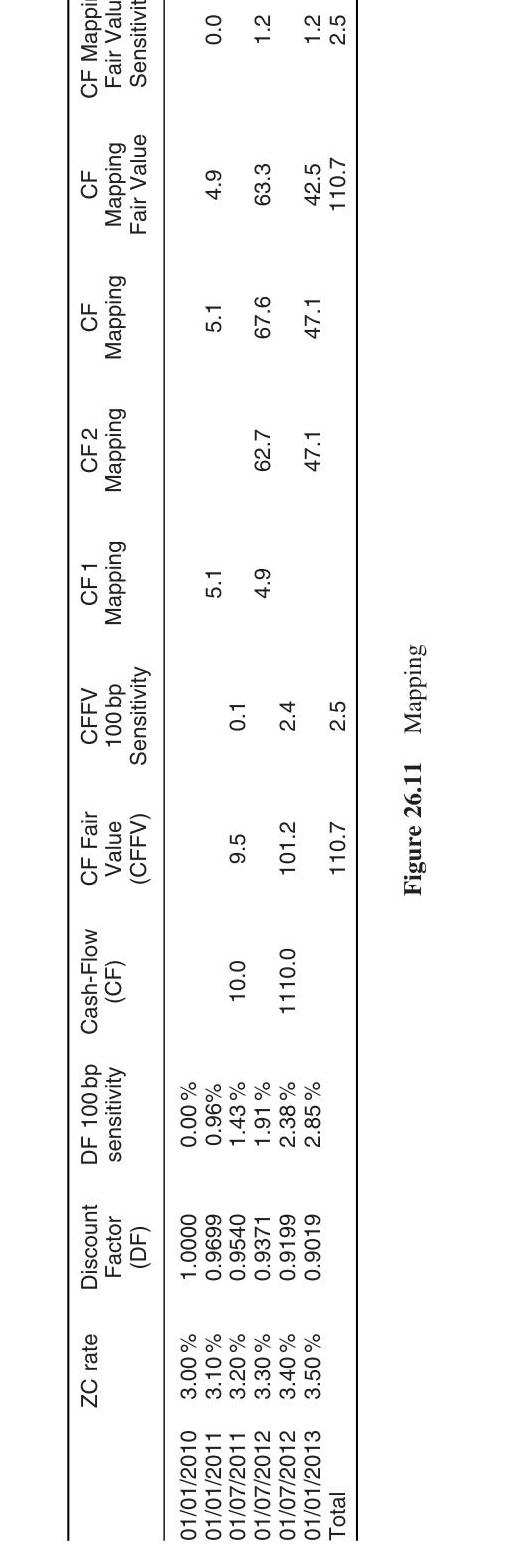 ZC rate Discount Factor (DF) DF 100 bp sensitivity Cash-Flow (CF) CF Fair Value (CFFV) CFFV 100 bp Sensitivity CF 1 Mapping CF 2 Mapping CF Mapping CF Mapping Fair Value CF Mappi Fair Valu Sensitivit
01/01/2010 3.00 % 1.0000 0.00 %
01/01/2011 3.10 % 0.9699 0.96% 5.1 5.1 4.9 0.0
01/07/2011 3.20 % 0.9540 1.43 % 10.0 9.5 0.1
01/07/2012 3.30 % 0.9371 1.91 % 4.9 62.7 67.6 63.3 1.2
01/07/2012 3.40 % 0.9199 2.38 % 1110.0 101.2 2.4
01/01/2013 3.50 % 0.9019 2.85 % 47.1 47.1 42.5 1.2
Total 110.7 2.5 110.7 2.5
Figure 26.11 Mapping